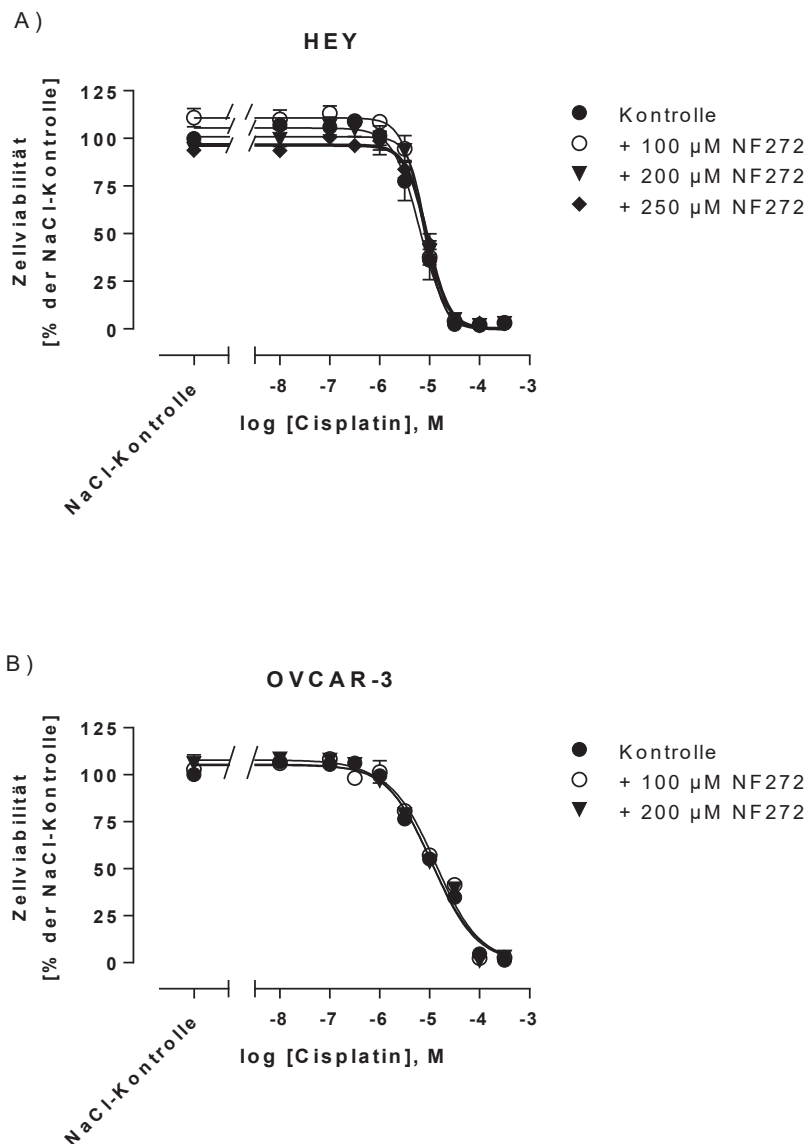 A)
HEY
125
100
75
50
25
0
Zellviabilität
[% der NaCl-Kontrolle]
NaCl-Kontrolle
-8 -7 -6 -5 -4 -3
log [Cisplatin], M
Kontrolle
+ 100 µM NF272
+ 200 µM NF272
+ 250 µM NF272
B)
OVCAR-3
125
100
75
50
25
0
Zellviabilität
[% der NaCl-Kontrolle]
NaCl-Kontrolle
-8 -7 -6 -5 -4 -3
log [Cisplatin], M
Kontrolle
+ 100 µM NF272
+ 200 µM NF272